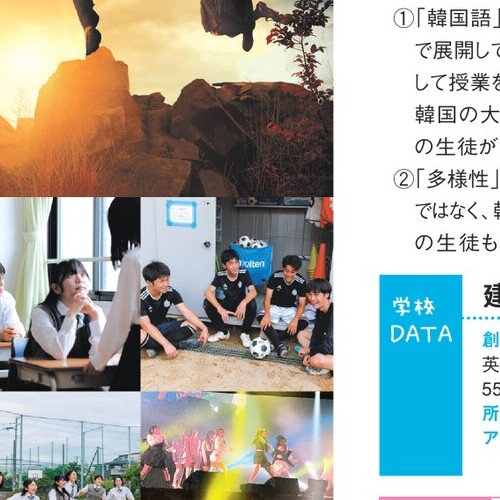 ①「韓国語」
で展開して
して授業を
韓国の大
の生徒が
②「多様性」
ではなく、韓
の生徒も
学校
DATA
創
英
55
所
ア
molten